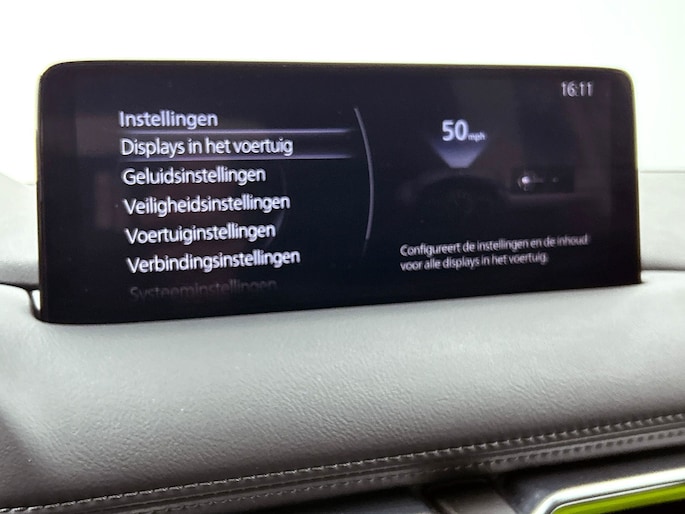 16:11
Instellingen
Displays in het voertuig
Geluidsinstellingen
Veiligheidsinstellingen
Voertuiginstellingen
Verbindingsinstellingen
Systeeminstellingen
50 mph
Configureert de instellingen en de inhoud
voor alle displays in het voertuig.